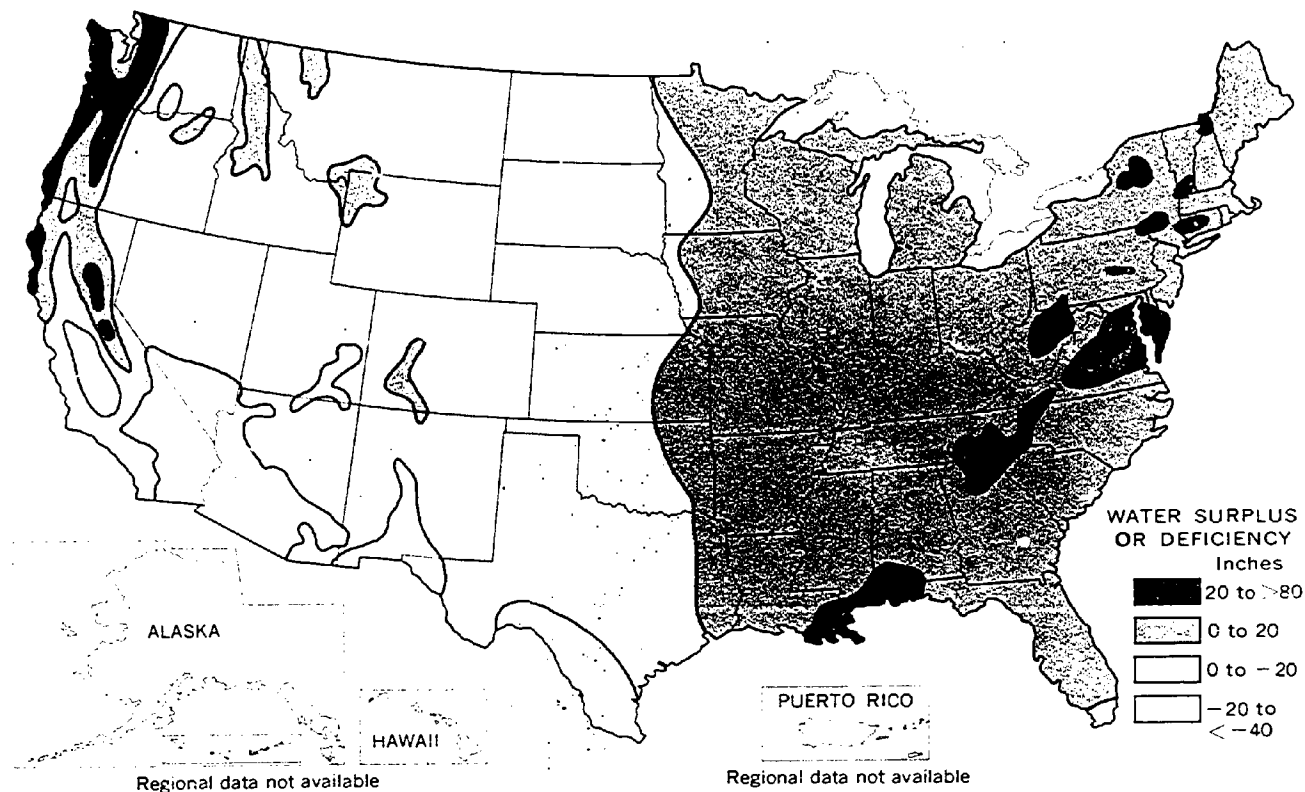 WATER SURPLUS
OR DEFICIENCY
Inches
20 to >80
0 to 20
0 to −20
−20 to
< −40
ALASKA
HAWAII
Regional data not available
PUERTO RICO
Regional data not available